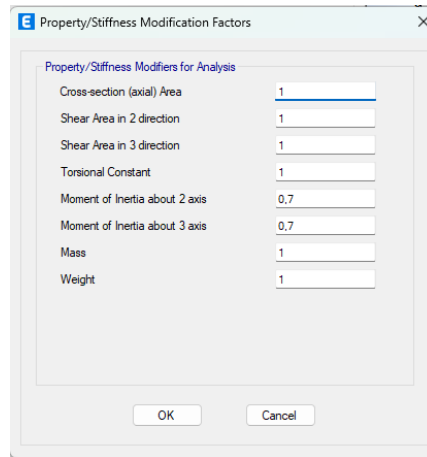 E Property/Stiffness Modification Factors
Property/Stiffness Modifiers for Analysis
Cross-section (axial) Area 1
Shear Area in 2 direction 1
Shear Area in 3 direction 1
Torsional Constant 1
Moment of Inertia about 2 axis 0,7
Moment of Inertia about 3 axis 0,7
Mass 1
Weight 1
OK Cancel